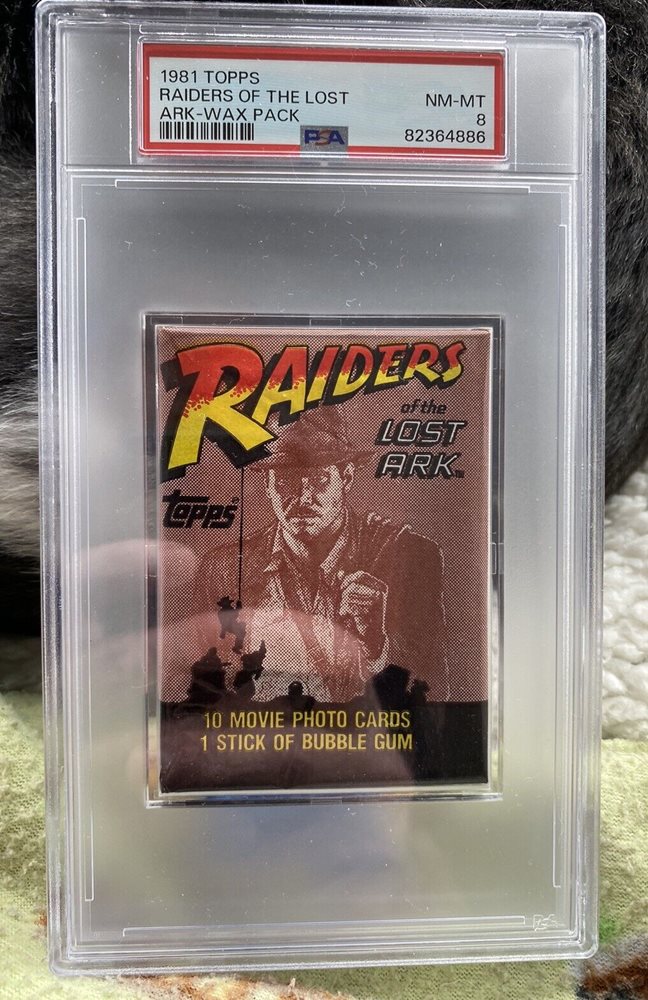 1981 TOPPS
RAIDERS OF THE LOST
ARK-WAX PACK
NM-MT
8
82364886
PSA
RAIDERS
of the
LOST
ARK™
topps®
10 MOVIE PHOTO CARDS
1 STICK OF BUBBLE GUM